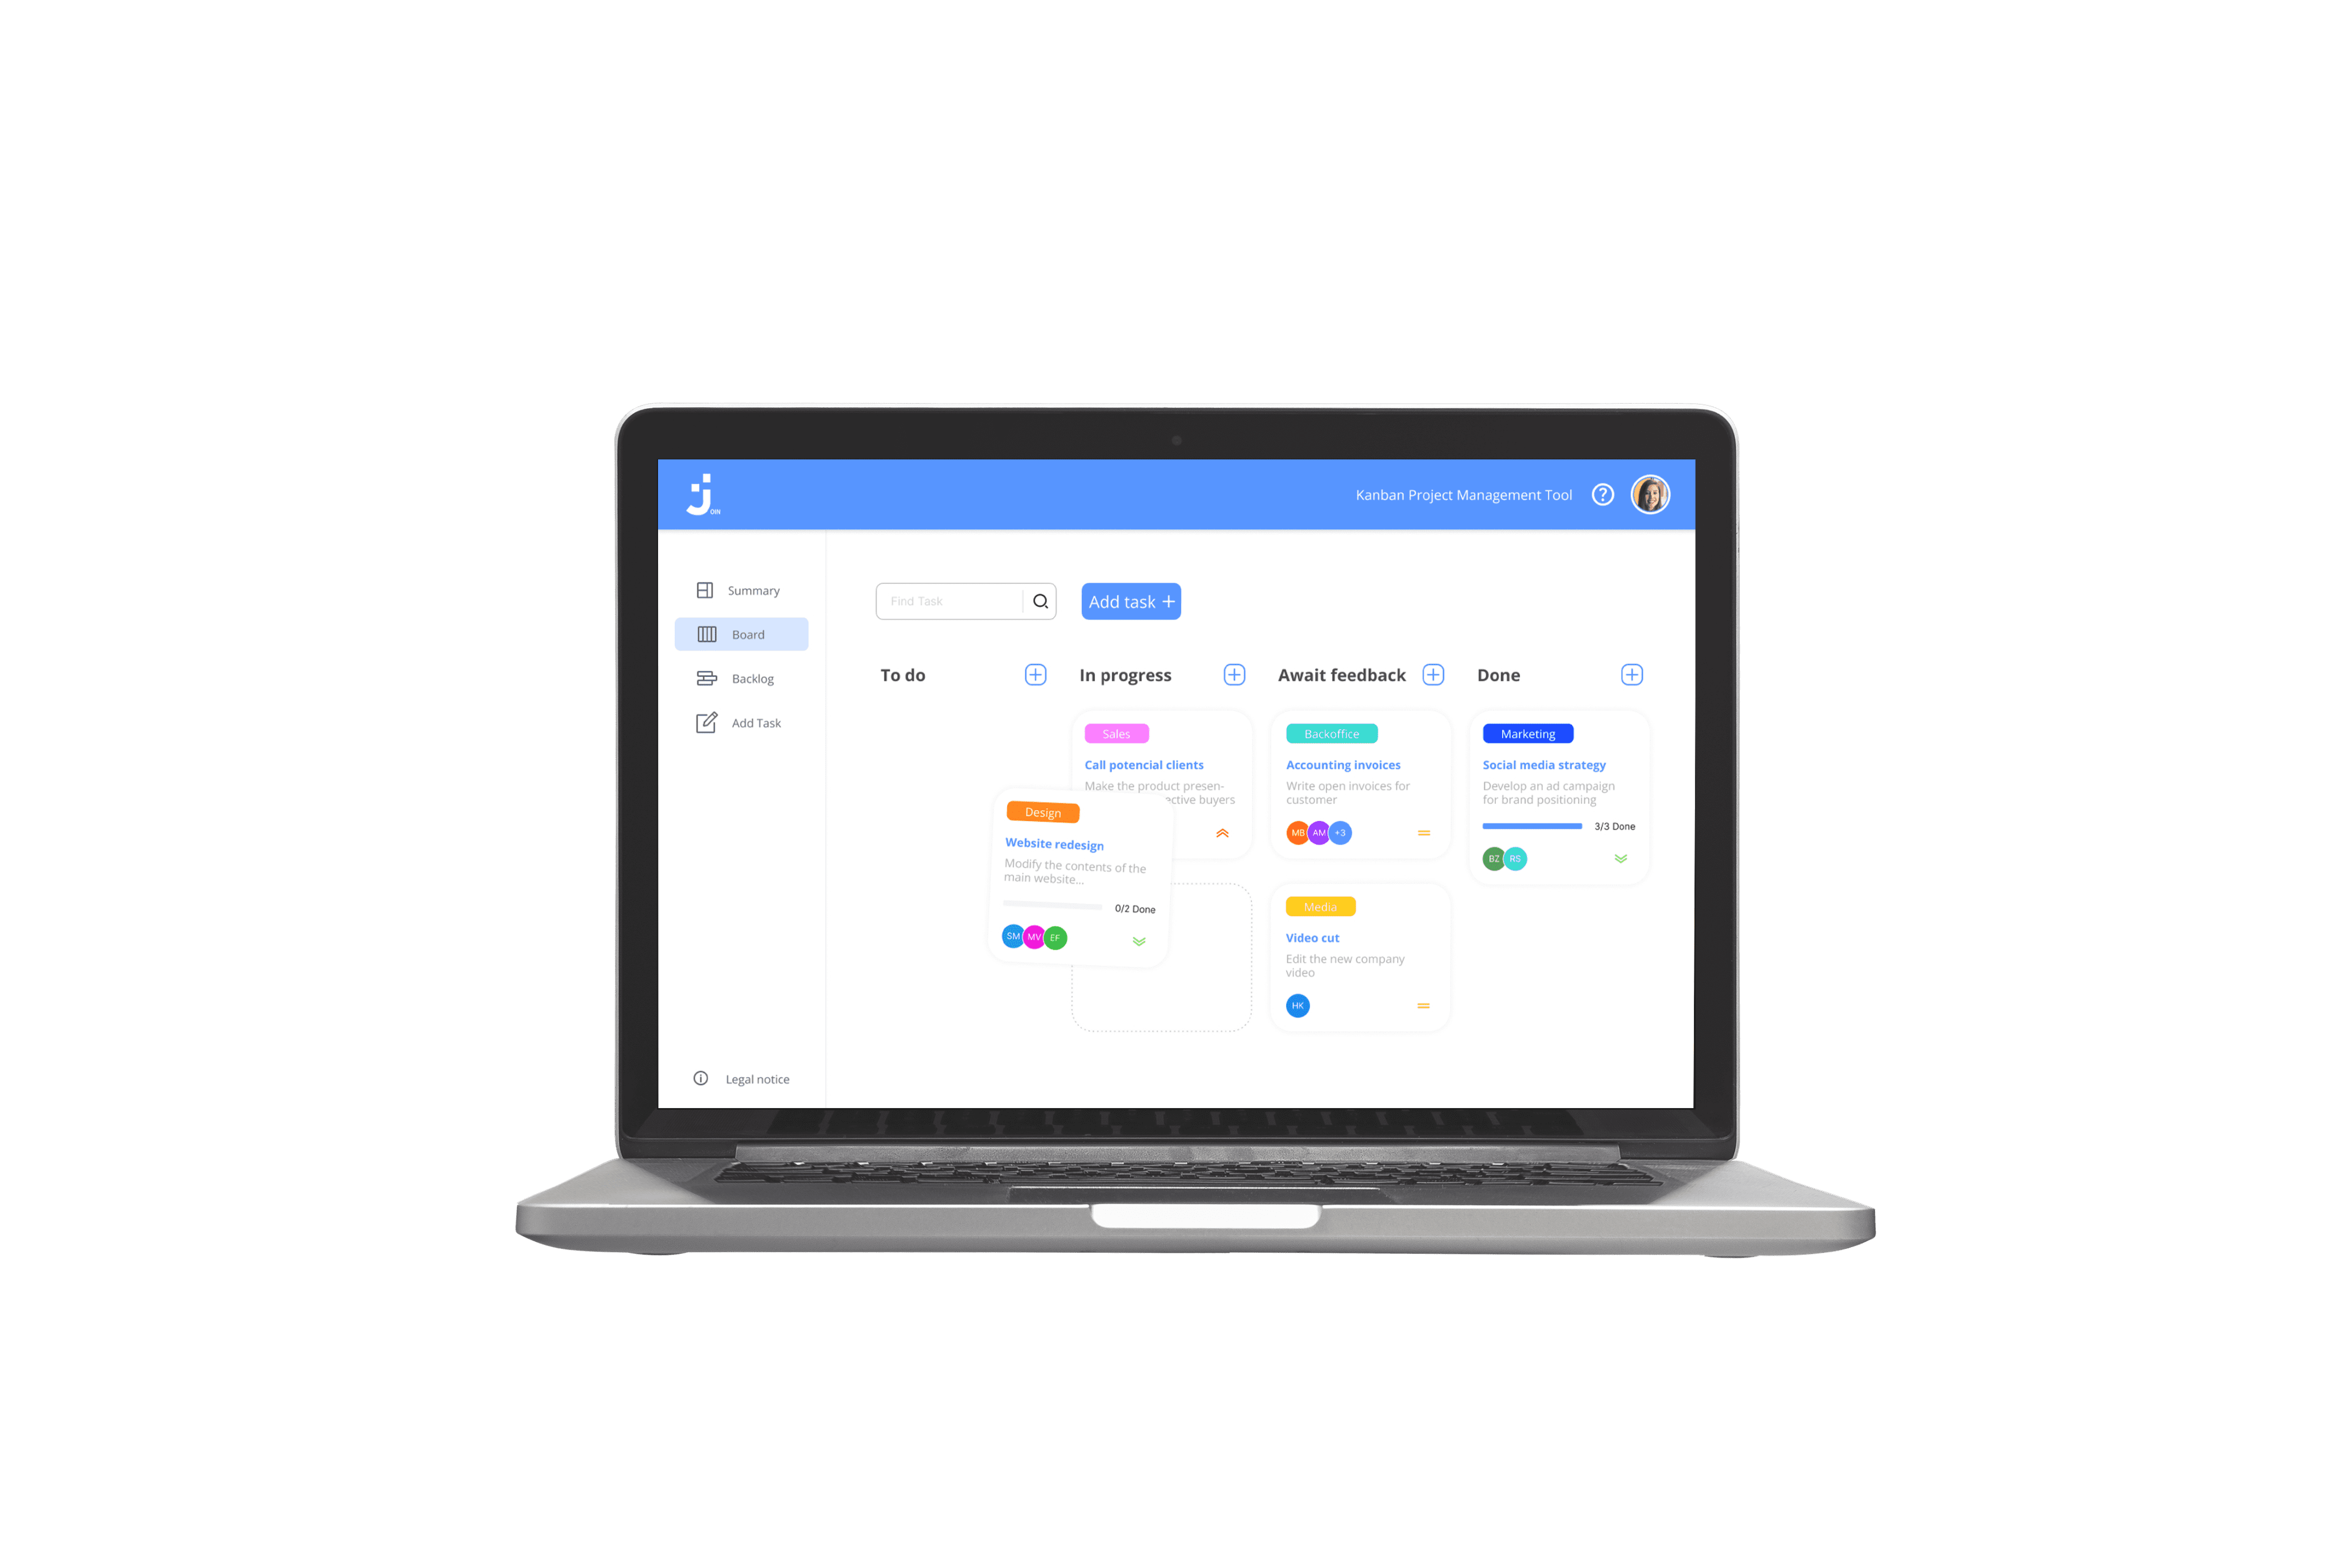 OIN
Kanban Project Management Tool
Summary
Board
Backlog
Add Task
Legal notice
Find Task
Add task +
To do
In progress
Await feedback
Done
Sales
Call potencial clients
Make the product presen-
ective buyers
Design
Website redesign
Modify the contents of the
main website...
0/2 Done
SM MV EF
Backoffice
Accounting invoices
Write open invoices for
customer
MB AM +3
Media
Video cut
Edit the new company
video
HK
Marketing
Social media strategy
Develop an ad campaign
for brand positioning
3/3 Done
BZ RS